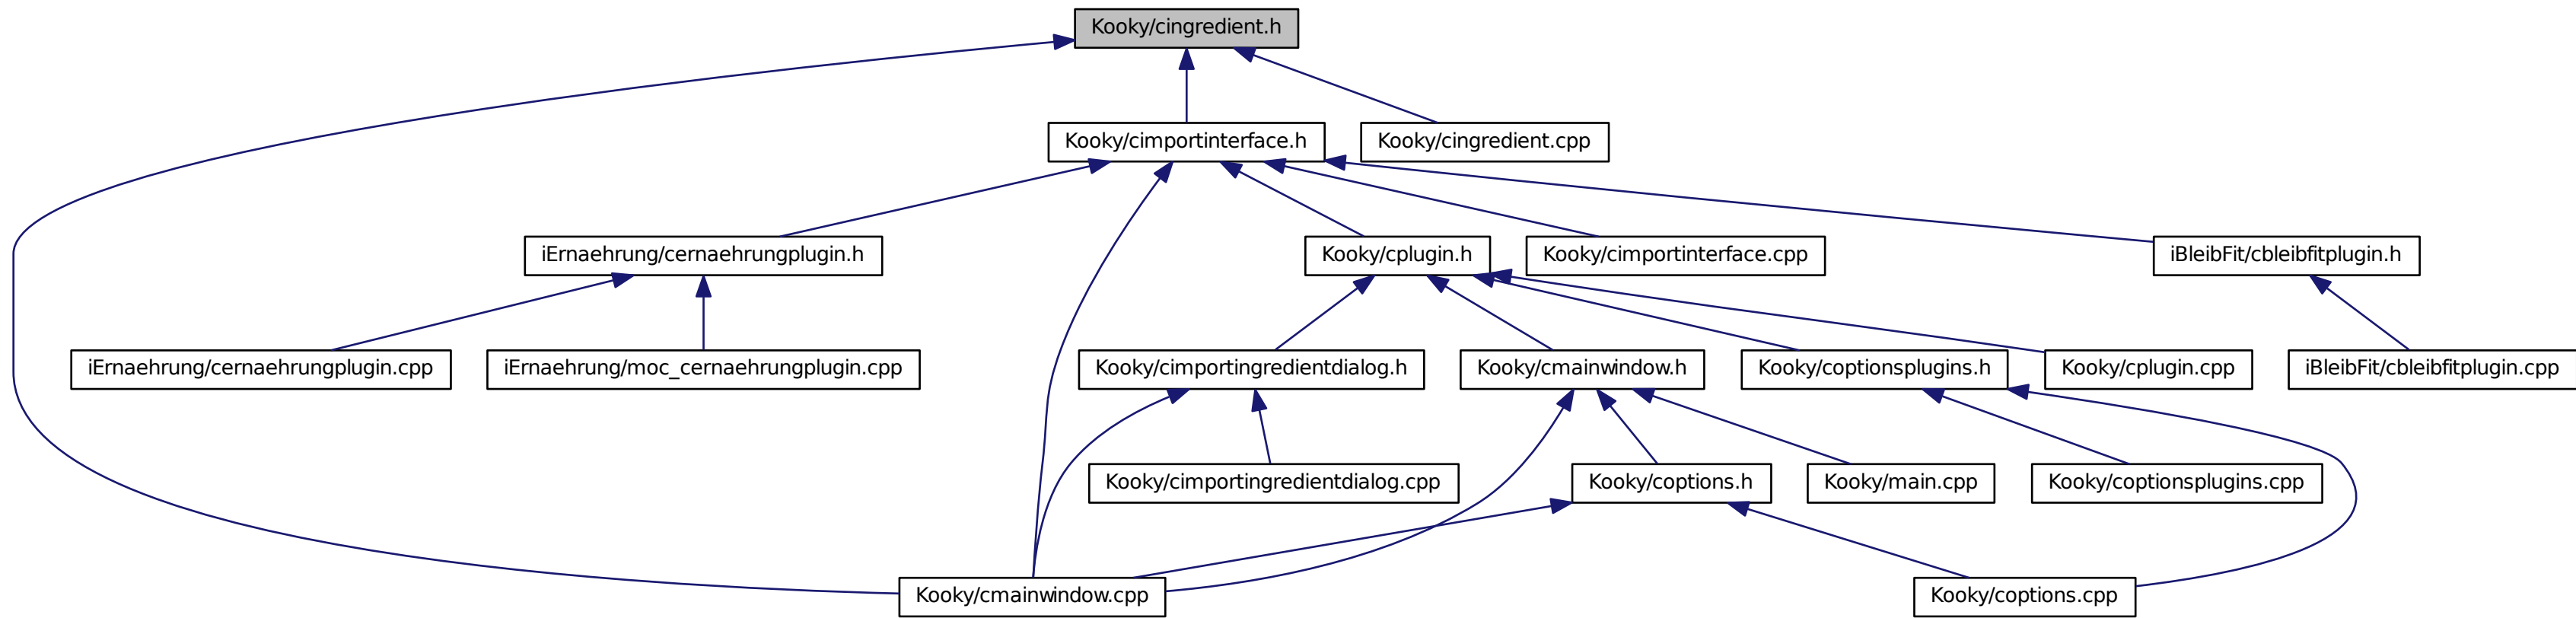 Kooky/cingredient.h
Kooky/cimportinterface.h
Kooky/cingredient.cpp
iErnaehrung/cernaehrungplugin.h
Kooky/cplugin.h
Kooky/cimportinterface.cpp
iBleibFit/cbleibfitplugin.h
iErnaehrung/cernaehrungplugin.cpp
iErnaehrung/moc_cernaehrungplugin.cpp
Kooky/cimportingredientdialog.h
Kooky/cmainwindow.h
Kooky/coptionsplugins.h
Kooky/cplugin.cpp
iBleibFit/cbleibfitplugin.cpp
Kooky/cimportingredientdialog.cpp
Kooky/coptions.h
Kooky/main.cpp
Kooky/coptionsplugins.cpp
Kooky/cmainwindow.cpp
Kooky/coptions.cpp